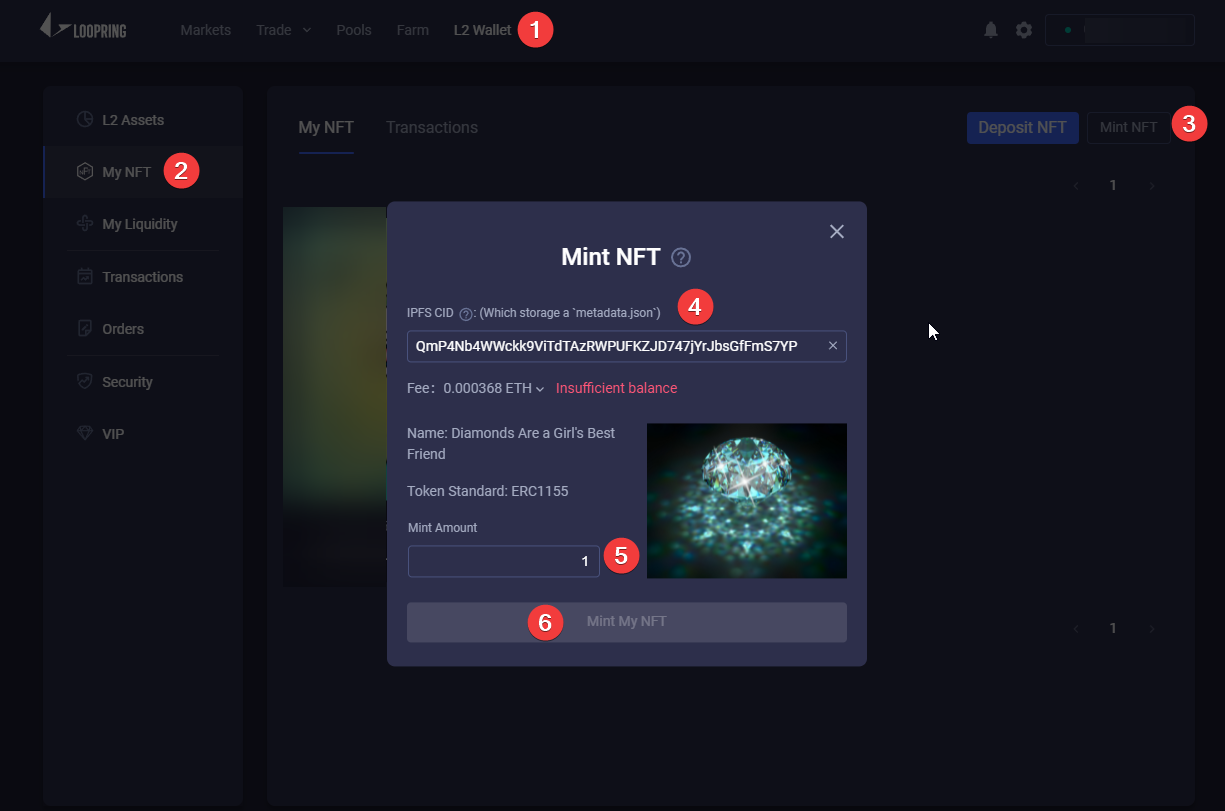 LOOPRING Markets Trade Pools Farm L2 Wallet 1
L2 Assets
My NFT 2
My Liquidity
Transactions
Orders
Security
VIP
My NFT Transactions Deposit NFT Mint NFT 3
1
Mint NFT ?
IPFS CID ?: (Which storage a `metadata.json`) 4
QmP4Nb4WWckk9ViTdTAzRWPUFKZJD747jYrJbsGfFmS7YP
Fee: 0.000368 ETH Insufficient balance
Name: Diamonds Are a Girl's Best
Friend
Token Standard: ERC1155
Mint Amount
1 5
6 Mint My NFT
1